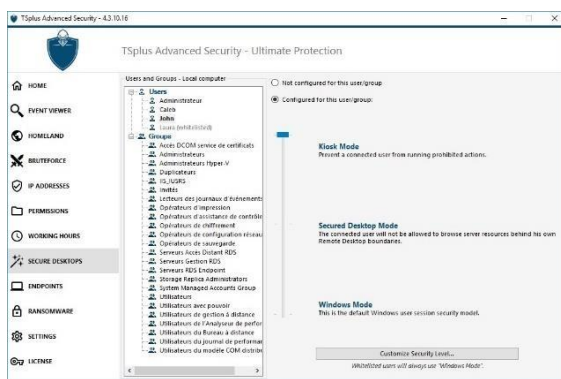 TSplus Advanced Security - 4.3.10.16
TSplus Advanced Security - Ultimate Protection
HOME
EVENT VIEWER
HOMELAND
BRUTEFORCE
IP ADDRESSES
PERMISSIONS
WORKING HOURS
SECURE DESKTOPS
ENDPOINTS
RANSOMWARE
SETTINGS
LICENSE
Users and Groups - Local computer
Users
Administrateur
Caleb
John
Laura (whitelisted)
Groups
Accès DCOM service de certificats
Administrateurs
Administrateurs Hyper-V
Duplicateurs
IIS_IUSRS
Invités
Lecteurs des journaux d'événements
Opérateurs d'impression
Opérateurs d'assistance de contrôle
Opérateurs de chiffrement
Opérateurs de configuration réseau
Opérateurs de sauvegarde
Serveurs Accès Distant RDS
Serveurs Gestion RDS
Serveurs RDS Endpoint
Storage Replica Administrators
System Managed Accounts Group
Utilisateurs
Utilisateurs avec pouvoir
Utilisateurs de gestion à distance
Utilisateurs de l'Analyseur de perfor
Utilisateurs du Bureau à distance
Utilisateurs du journal de performan
Utilisateurs du modèle COM distribu
Not configured for this user/group
Configured for this user/group:
Kiosk Mode
Prevent a connected user from running prohibited actions.
Secured Desktop Mode
The connected user will not be allowed to browse server resources behind his own
Remote Desktop boundaries.
Windows Mode
This is the default Windows user session security model.
Customize Security Level...
Whitelisted users will always use "Windows Mode".